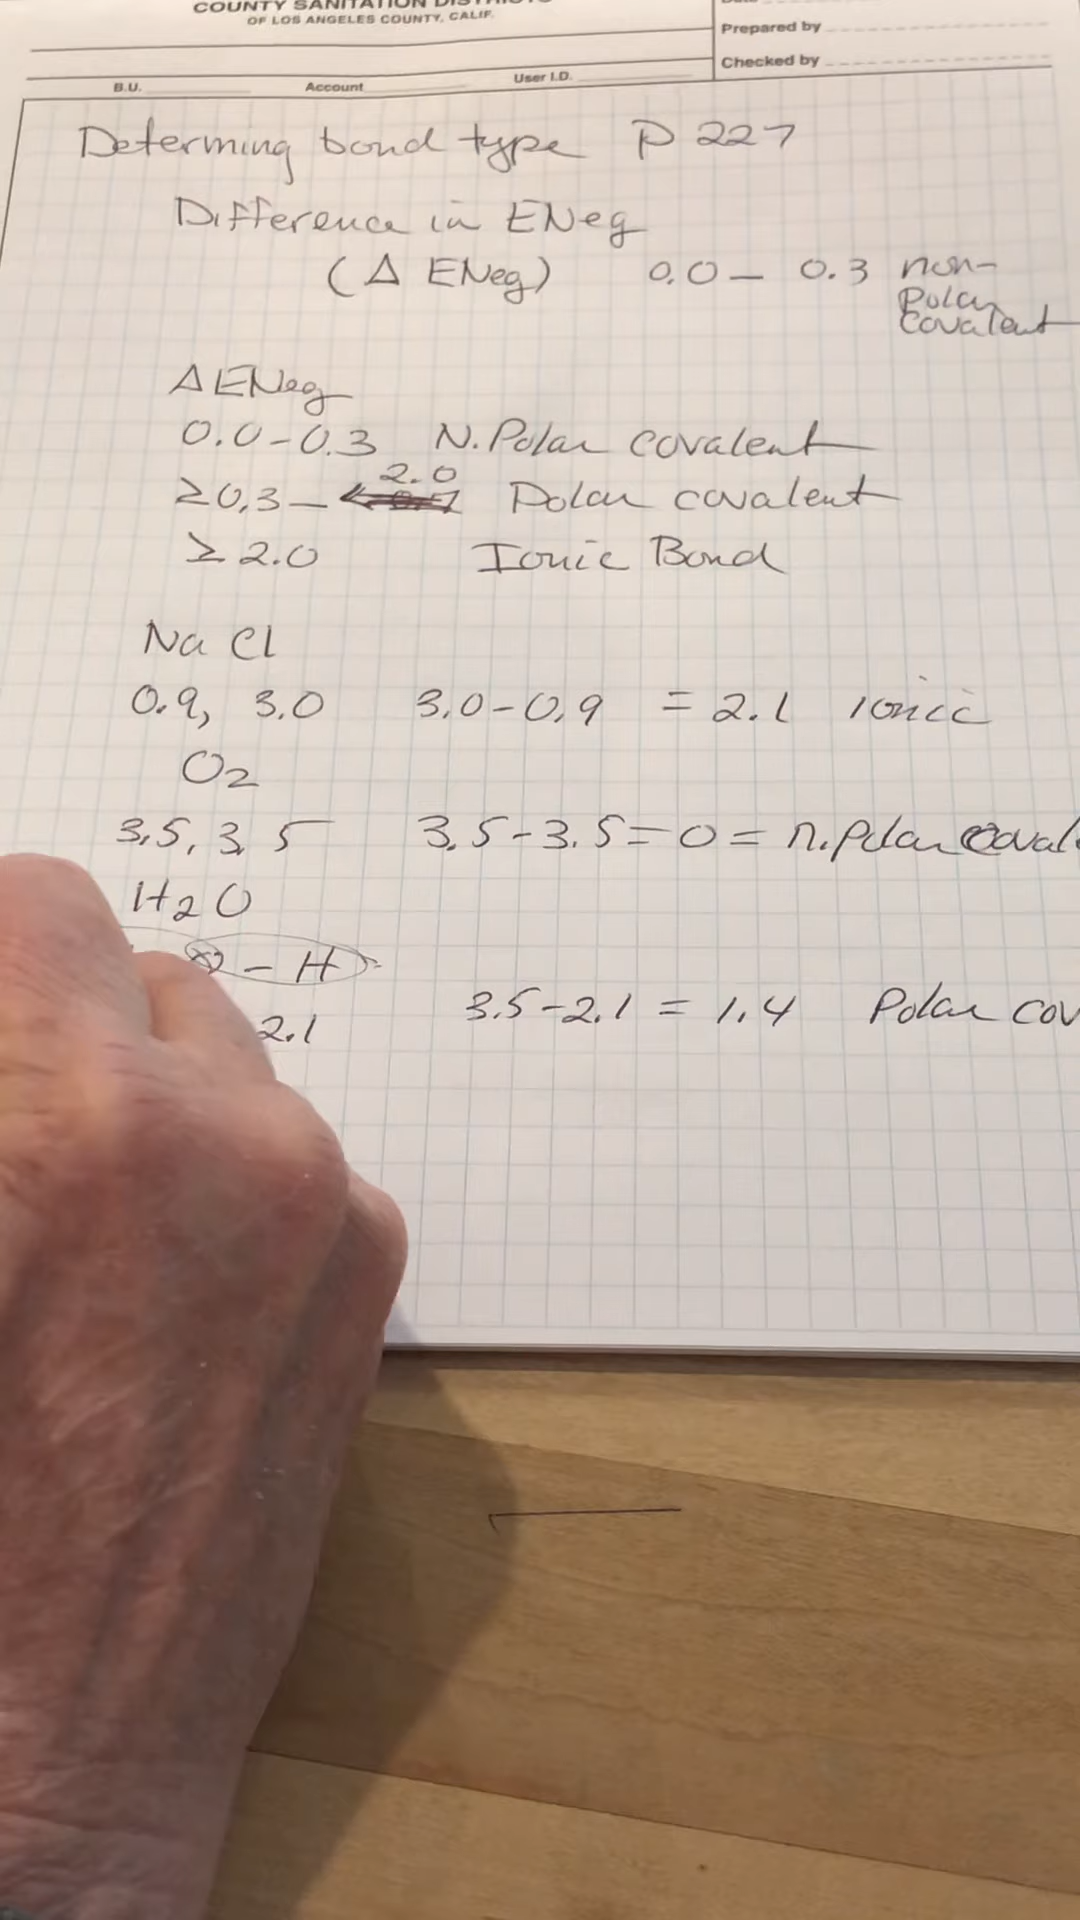 COUNTY SANITATION DISTRICTS
OF LOS ANGELES COUNTY, CALIF.
Prepared by
Checked by
B.U. Account User I.D.
Determing bond type P 227
Difference in ENeg
(Δ ENeg) 0.0 - 0.3 non-
Polar
covalent
Δ ENeg
0.0-0.3 N. Polar covalent
2.0
≥0.3 - Polar covalent
≥ 2.0 Ionic Bond
Na Cl
0.9, 3.0 3.0-0.9 = 2.1 ionic
O2
3.5, 3.5 3.5-3.5=0= n.Polar coval
H2O
- H
2.1 3.5-2.1 = 1.4 Polar cov